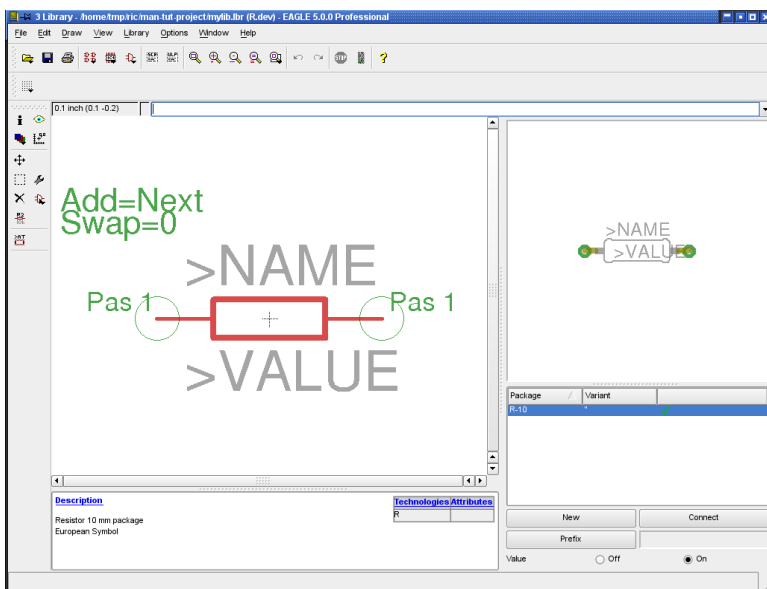 3 Library - /home/tmp/ric/man-tut-project/mylib.lbr (R.dev) - EAGLE 5.0.0 Professional
File Edit Draw View Library Options Window Help
0.1 inch (0.1 -0.2)
Add=Next
Swap=0
>NAME
Pas 1 Pas 1
>VALUE
>NAME
>VALUE
Package Variant
R-10 "
Description
Resistor 10 mm package
European Symbol
Technologies Attributes
R
New Connect
Prefix
Value Off On